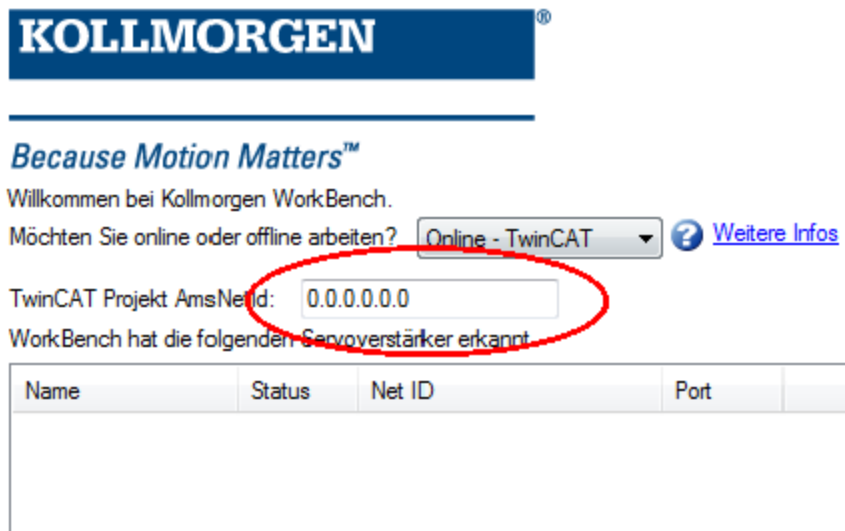 KOLLMORGEN®
Because Motion Matters™
Willkommen bei Kollmorgen WorkBench.
Möchten Sie online oder offline arbeiten? Online - TwinCAT ? Weitere Infos
TwinCAT Projekt AmsNetId: 0.0.0.0.0.0
WorkBench hat die folgenden Servoverstärker erkannt
Name Status Net ID Port